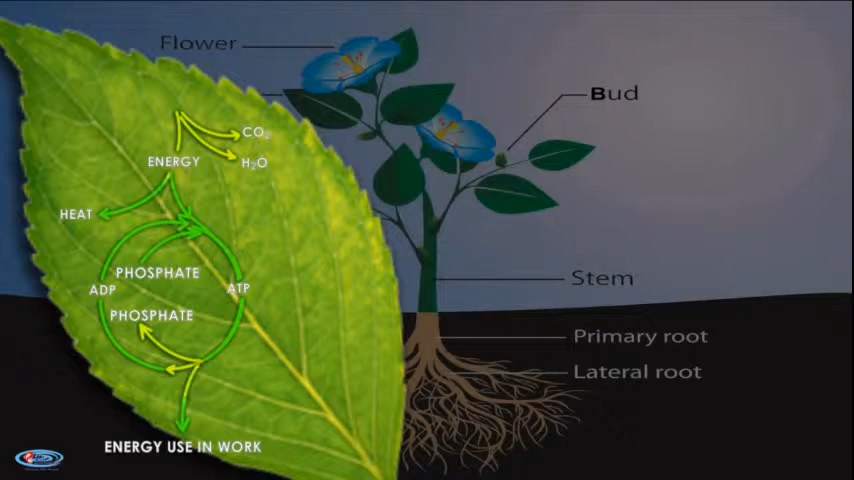 Flower
Bud
CO2
ENERGY
H2O
HEAT
PHOSPHATE
ADP
ATP
PHOSPHATE
Stem
Primary root
Lateral root
ENERGY USE IN WORK